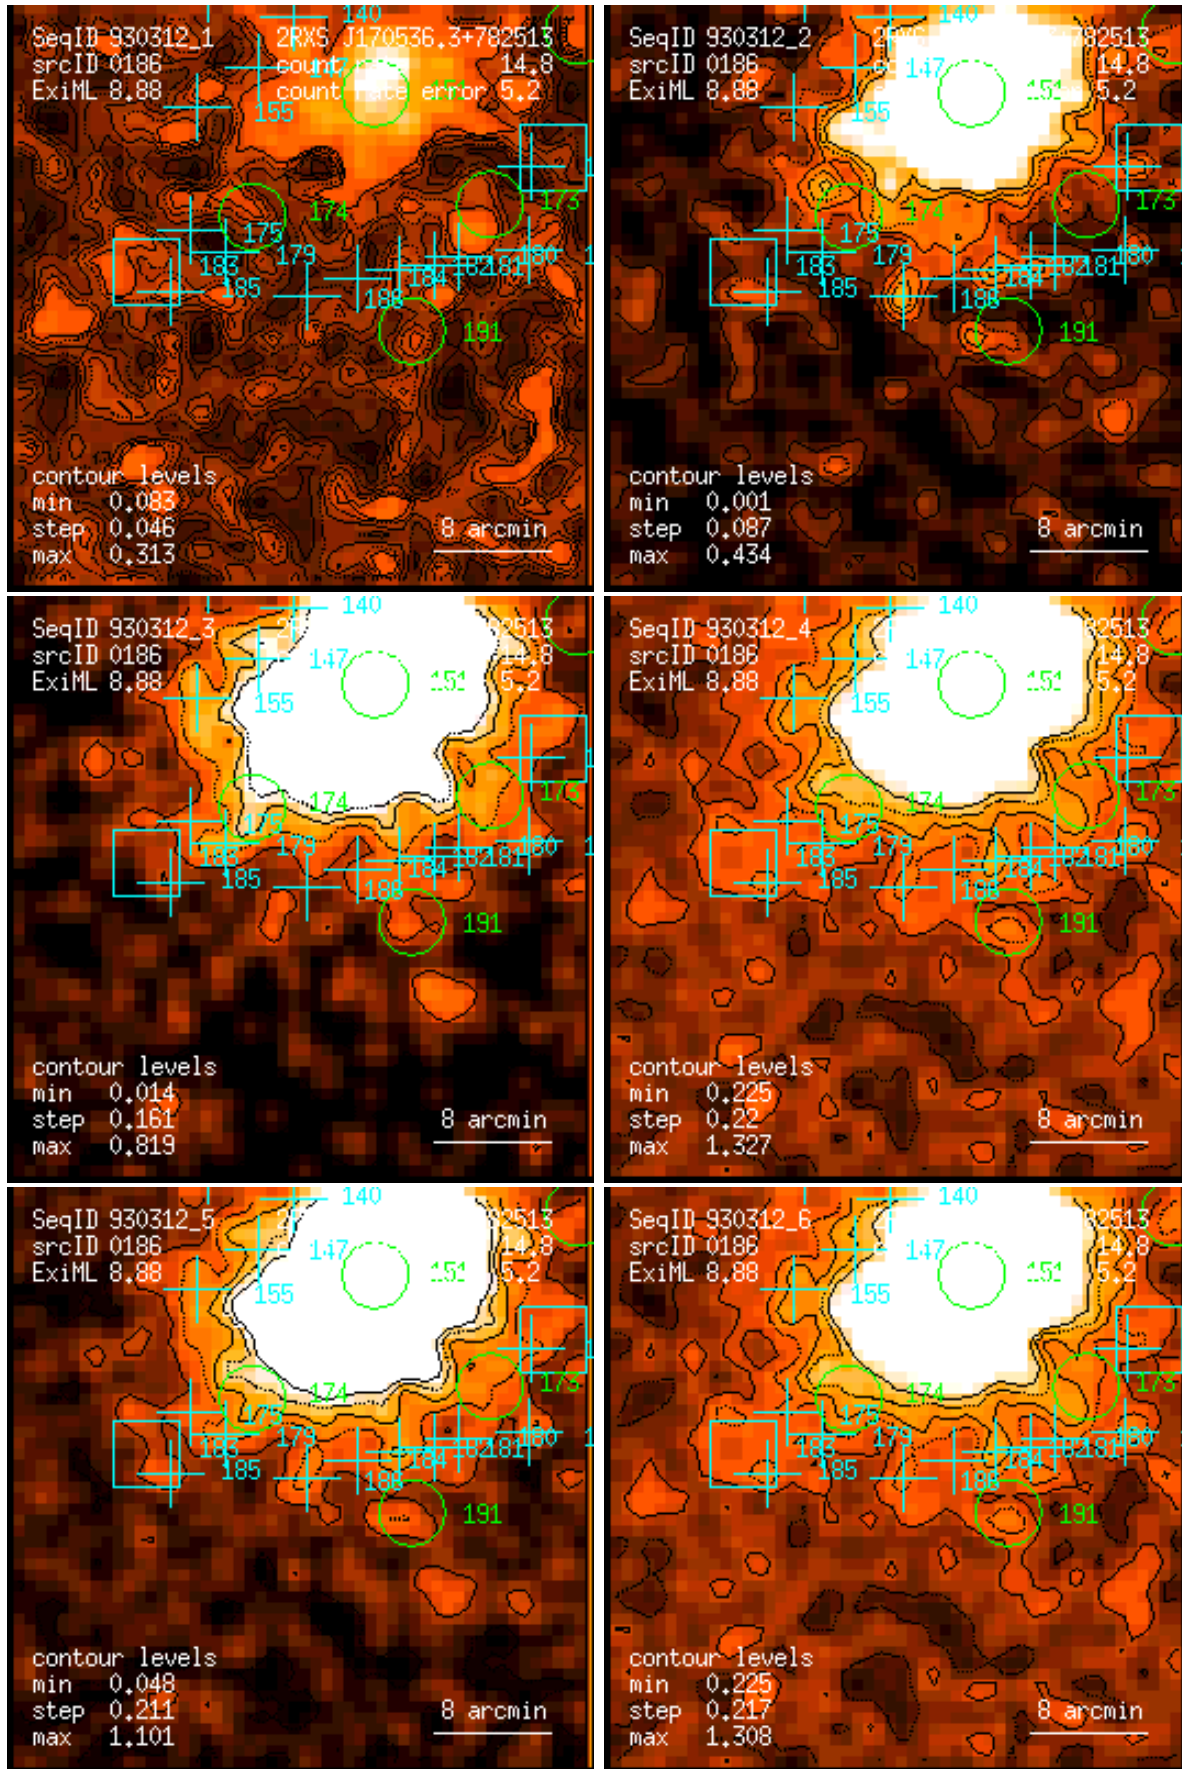 140
SeqID 930312_1 2RXS J170536.3+782513
srcID 0186 count 147 14.8
ExiML 8.88 count rate error 5.2
151
155
173
174
175
179
180
181
182
183
184
185
188
191
contour levels
min 0.083
step 0.046
max 0.313
8 arcmin
140
SeqID 930312_2 782513
srcID 0186 147 14.8
ExiML 8.88 151 5.2
155
173
174
175
179
180
181
182
183
184
185
188
191
contour levels
min 0.001
step 0.087
max 0.434
8 arcmin
140
SeqID 930312_3 82513
srcID 0186 147 14.8
ExiML 8.88 151 5.2
155
173
174
175
179
180
181
182
183
184
185
188
191
contour levels
min 0.014
step 0.161
max 0.819
8 arcmin
140
SeqID 930312_4 82513
srcID 0186 147 14.8
ExiML 8.88 151 5.2
155
173
174
175
179
180
181
182
183
184
185
188
191
contour levels
min 0.225
step 0.22
max 1.327
8 arcmin
140
SeqID 930312_5 82513
srcID 0186 147 14.8
ExiML 8.88 151 5.2
155
173
174
175
179
180
181
182
183
184
185
188
191
contour levels
min 0.048
step 0.211
max 1.101
8 arcmin
140
SeqID 930312_6 82513
srcID 0186 147 14.8
ExiML 8.88 151 5.2
155
173
174
175
179
180
181
182
183
184
185
188
191
contour levels
min 0.225
step 0.217
max 1.308
8 arcmin